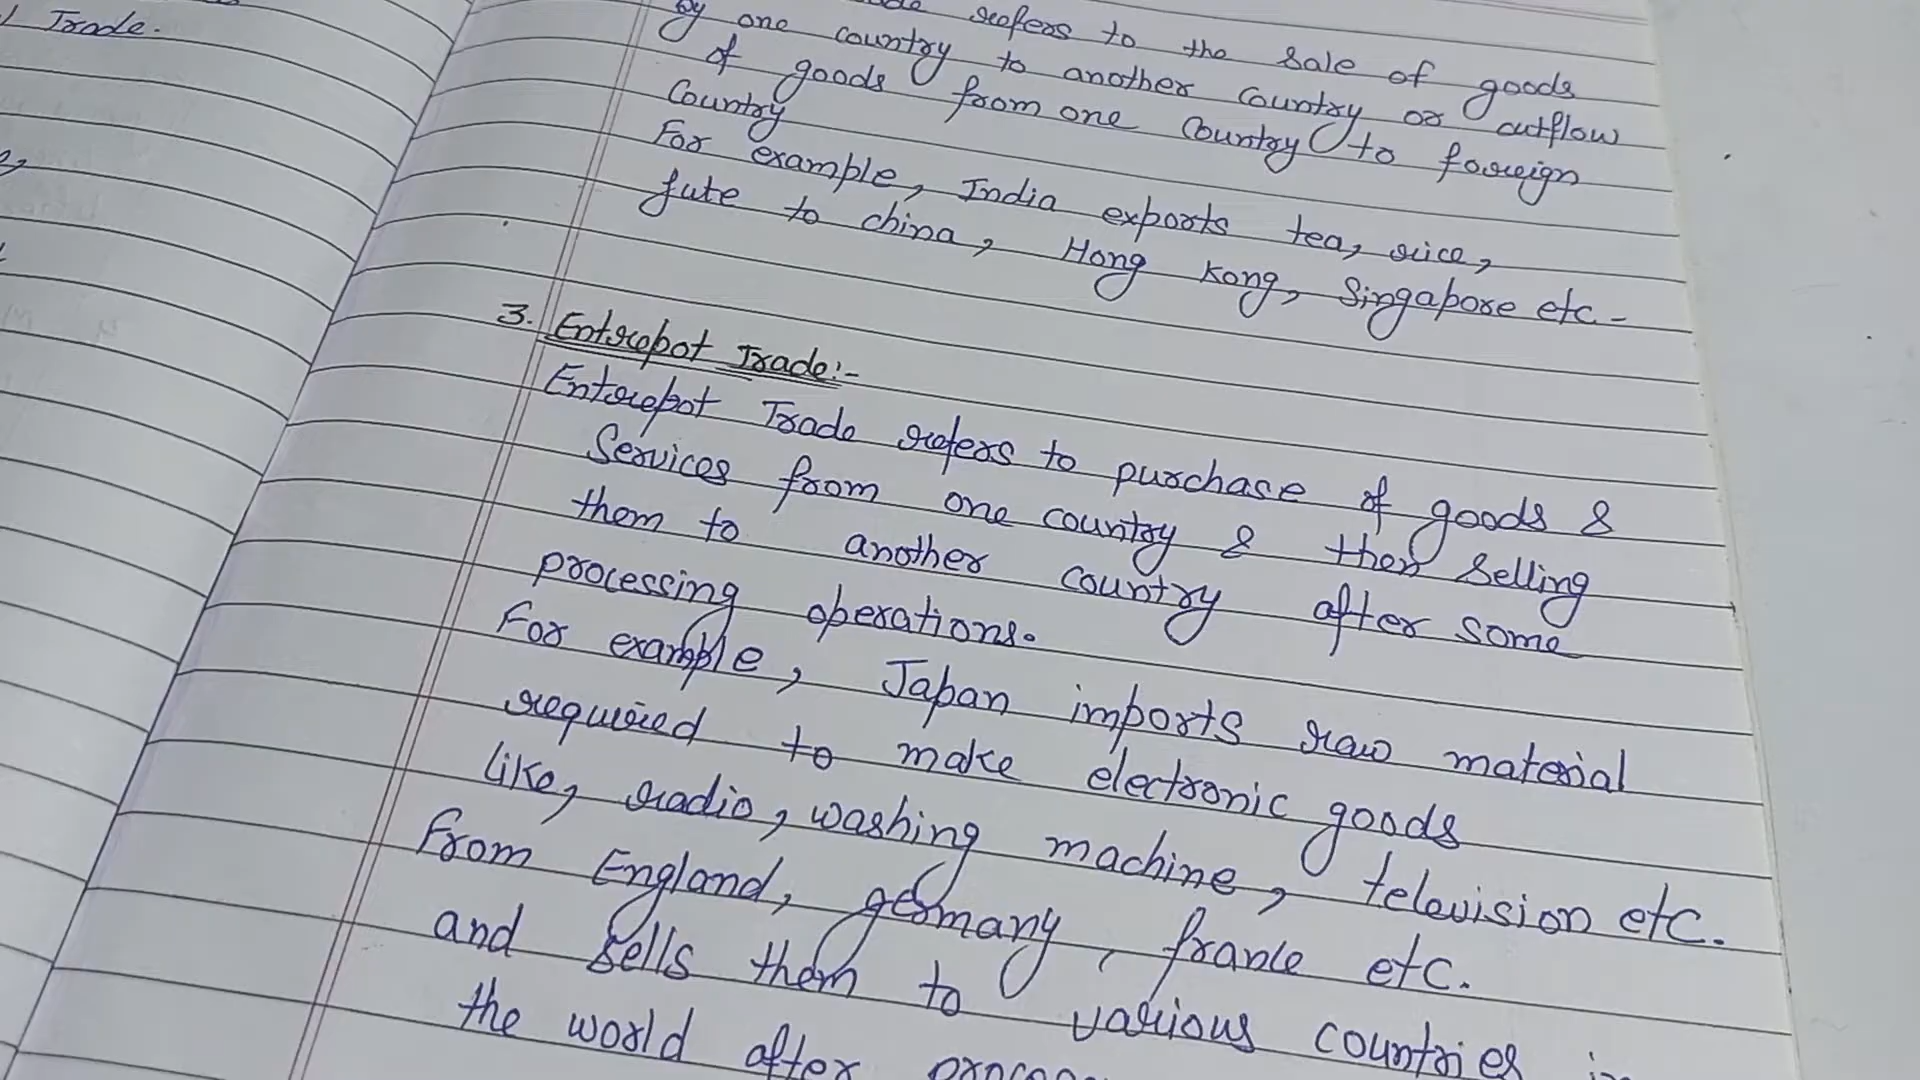 Trade.
refers to the sale of goods
by one country to another country or outflow
of goods from one country to foreign
Country
For example, India exports tea, rice,
Jute to china, Hong Kong, Singapore etc-
3. Entrepot Trade:-
Entrepot Trade refers to purchase of goods &
Services from one country & then selling
them to another country after some
processing operations.
For example, Japan imports raw material
required to make electronic goods
like, radio, washing machine, television etc.
from England, germany, france etc.
and sells them to various countries in
the world after